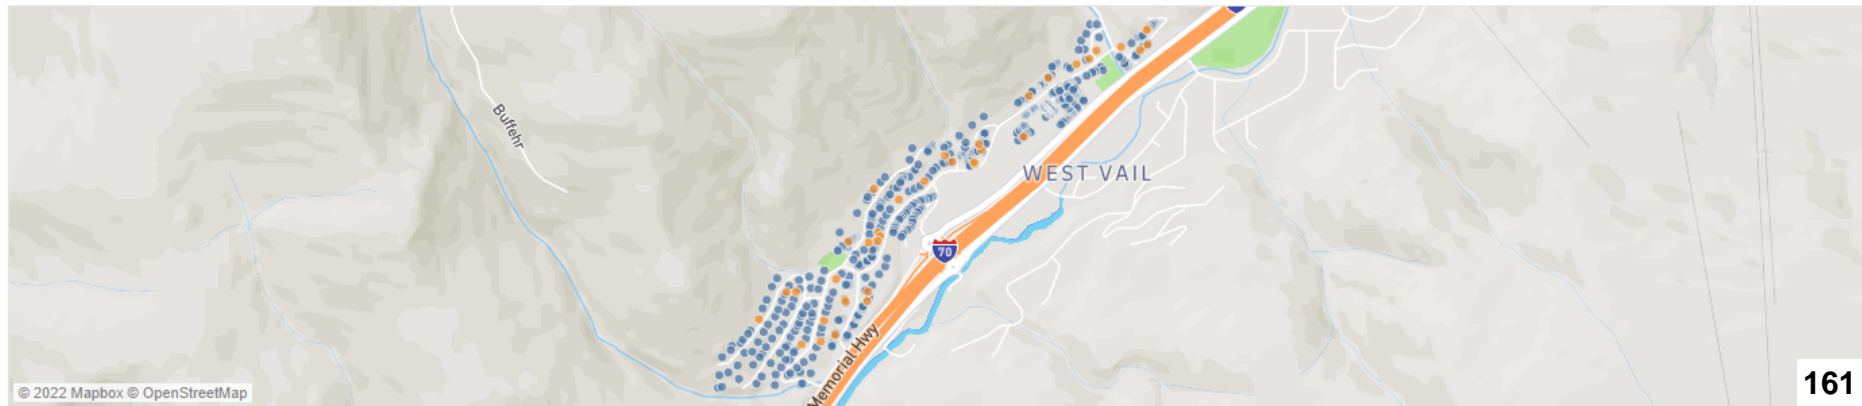 Buffehr
WEST VAIL
70
Memorial Hwy
© 2022 Mapbox © OpenStreetMap
161